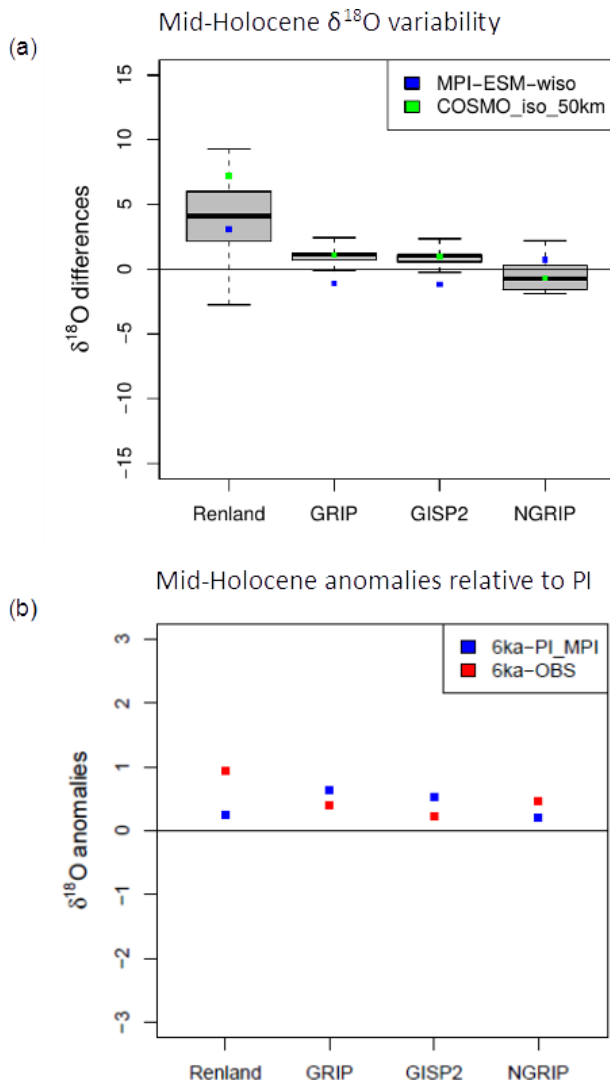 Mid-Holocene δ¹⁸O variability
(a)
MPI−ESM−wiso
COSMO_iso_50km
δ¹⁸O differences
15
10
5
0
−5
−10
−15
Renland GRIP GISP2 NGRIP
Mid-Holocene anomalies relative to PI
(b)
6ka−PI_MPI
6ka−OBS
δ¹⁸O anomalies
3
2
1
0
−1
−2
−3
Renland GRIP GISP2 NGRIP